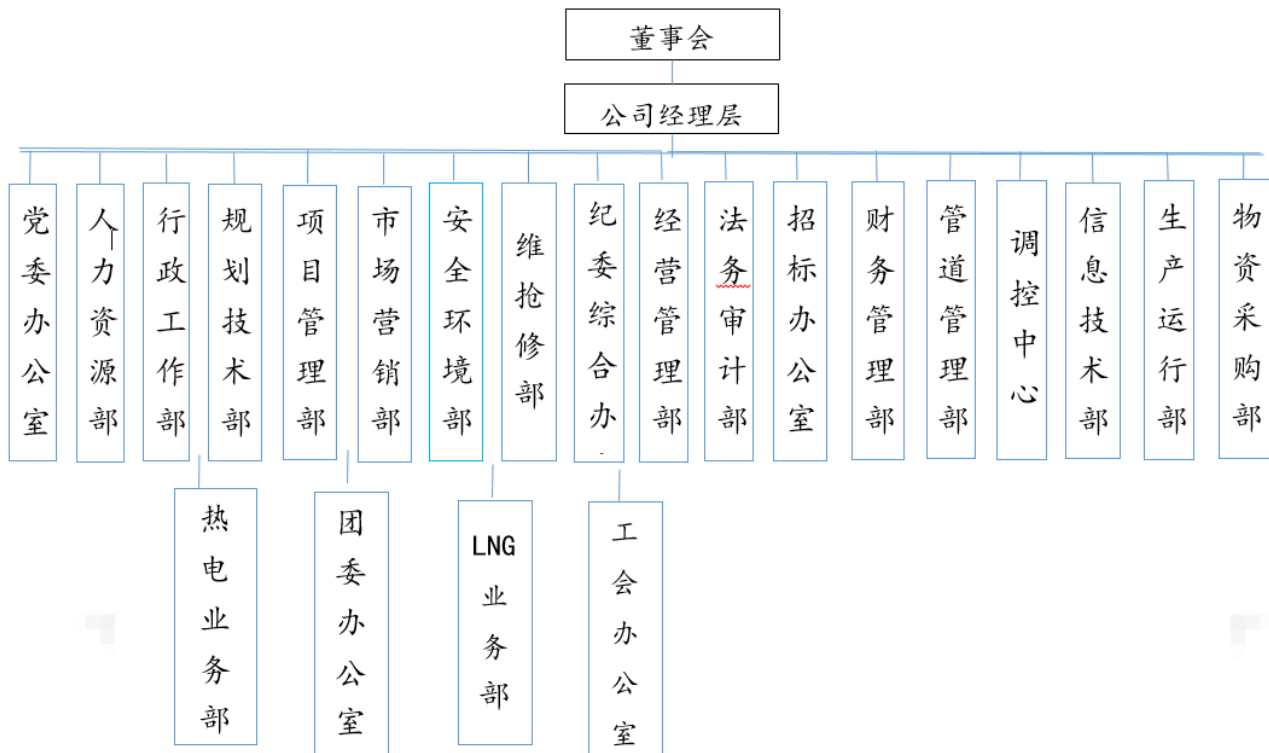 董事会
公司经理层
党委办公室
人力资源部
行政工作部
规划技术部
项目管理部
市场营销部
安全环境部
维抢修部
纪委综合办
经营管理部
法务审计部
招标办公室
财务管理部
管道管理部
调控中心
信息技术部
生产运行部
物资采购部
热电业务部
团委办公室
LNG业务部
工会办公室